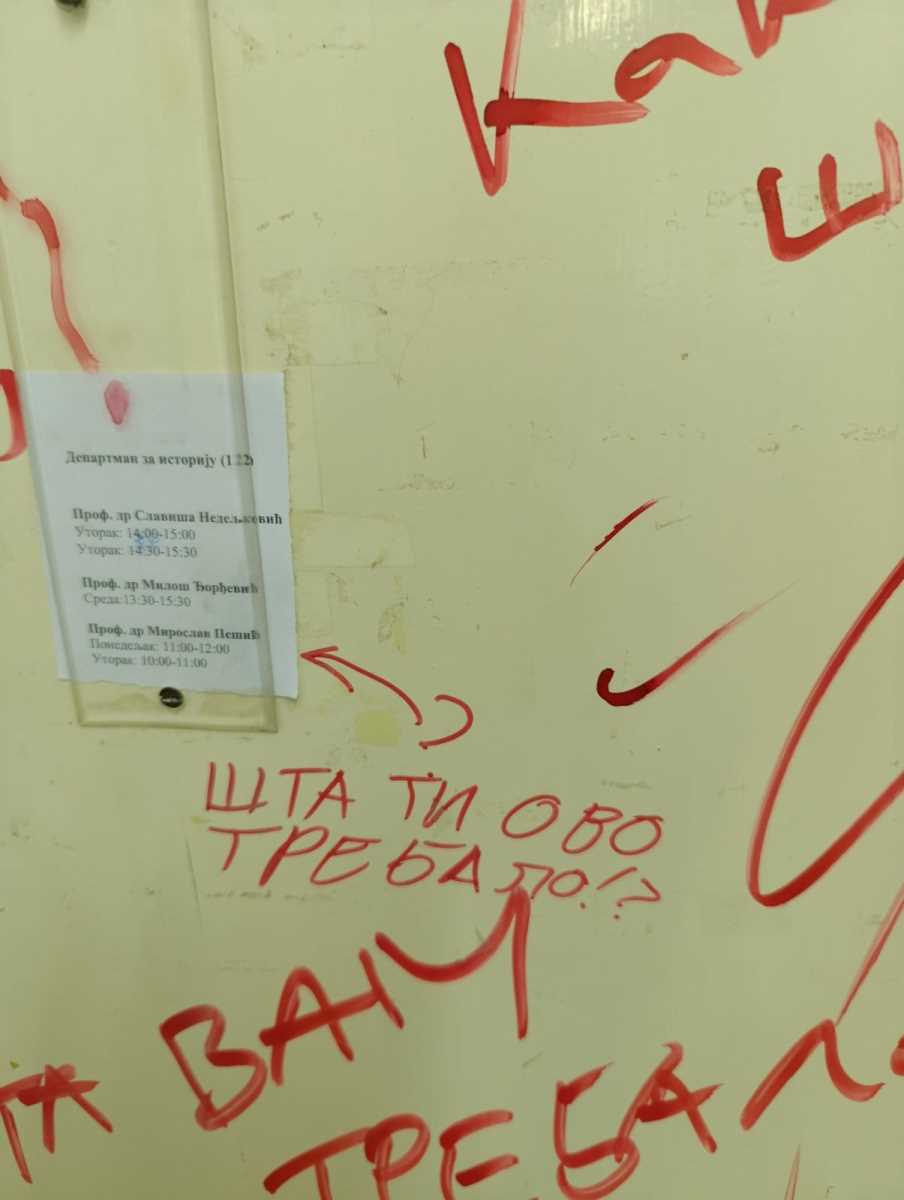 Департман за историју (122)
Проф. др Славиша Недељковић
Уторак: 14:00-15:00
Уторак: 14:30-15:30
Проф. др Милош Ђорђевић
Среда:13:30-15:30
Проф. др Мирослав Пешић
Понедељак: 11:00-12:00
Уторак: 10:00-11:00
ШТА ТИ ОВО
ТРЕБАЛО!?
ТА ВАМ
ТРЕБАЛО